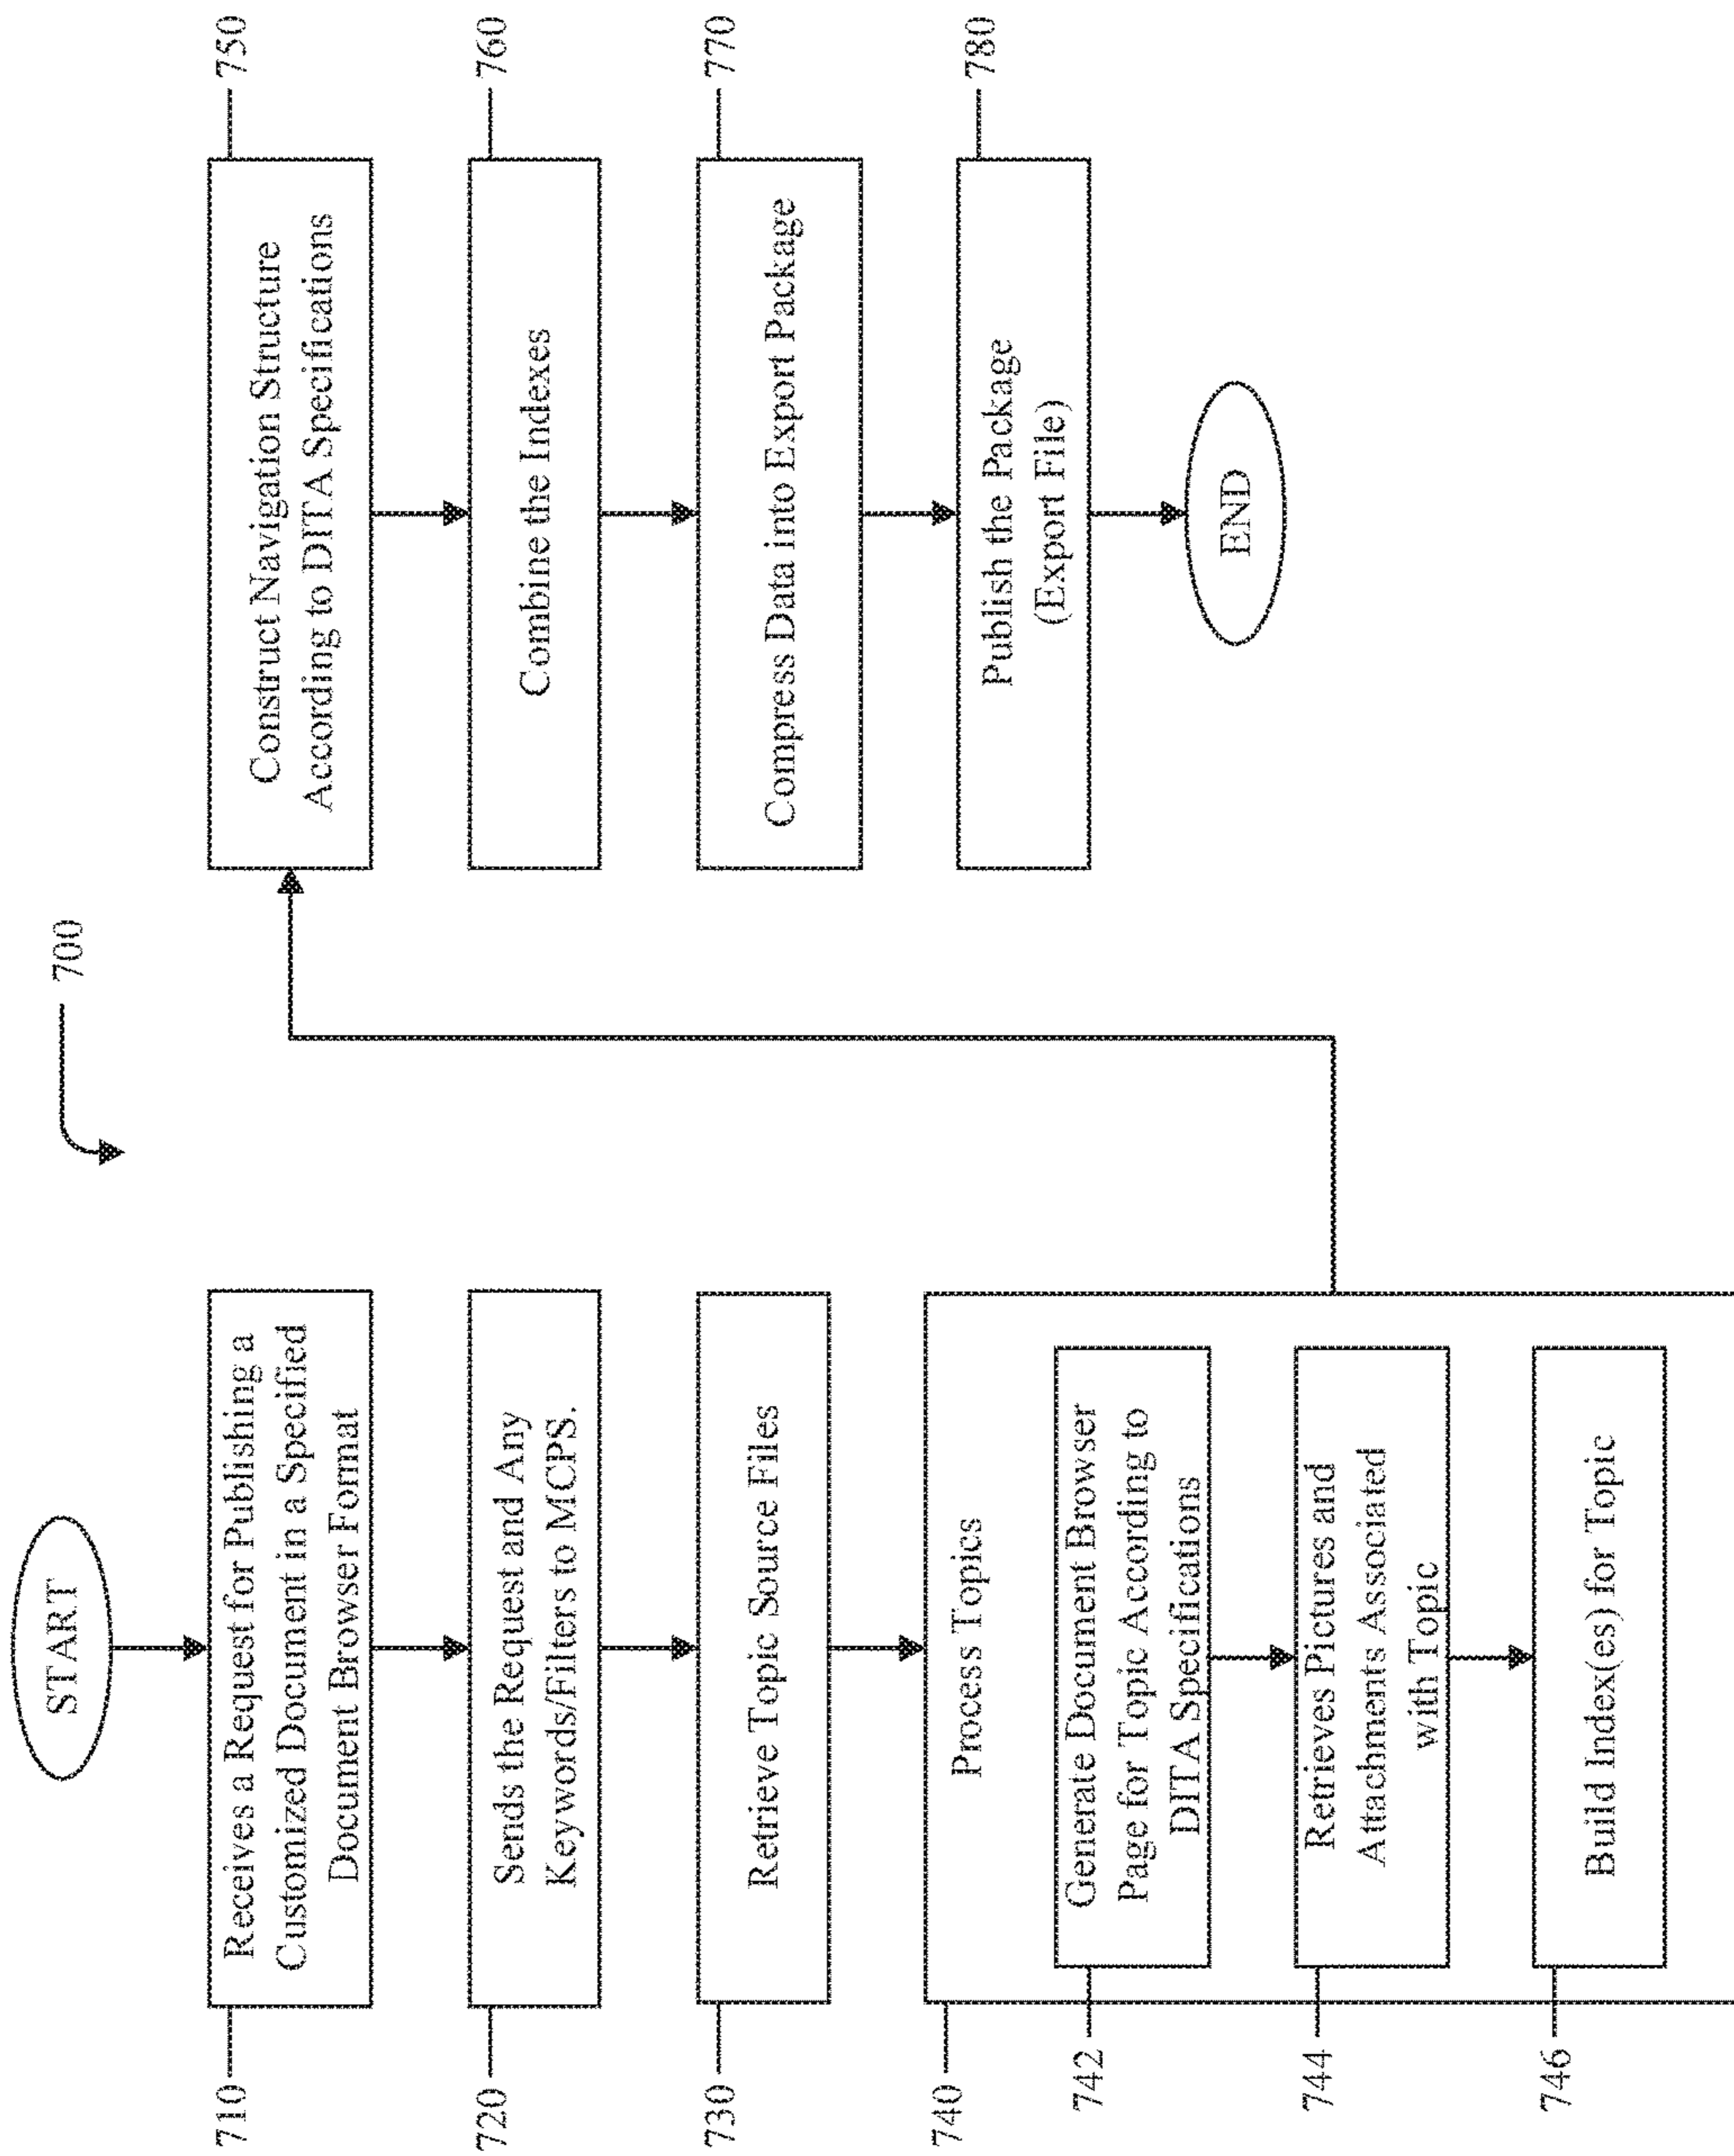 700
START
710
Receives a Request for Publishing a
Customized Document in a Specified
Document Browser Format
720
Sends the Request and Any
Keywords/Filters to MCPS.
730
Retrieve Topic Source Files
740
Process Topics
742
Generate Document Browser
Page for Topic According to
DITA Specifications
744
Retrieves Pictures and
Attachments Associated
with Topic
746
Build Index(es) for Topic
750
Construct Navigation Structure
According to DITA Specifications
760
Combine the Indexes
770
Compress Data into Export Package
780
Publish the Package
(Export File)
END